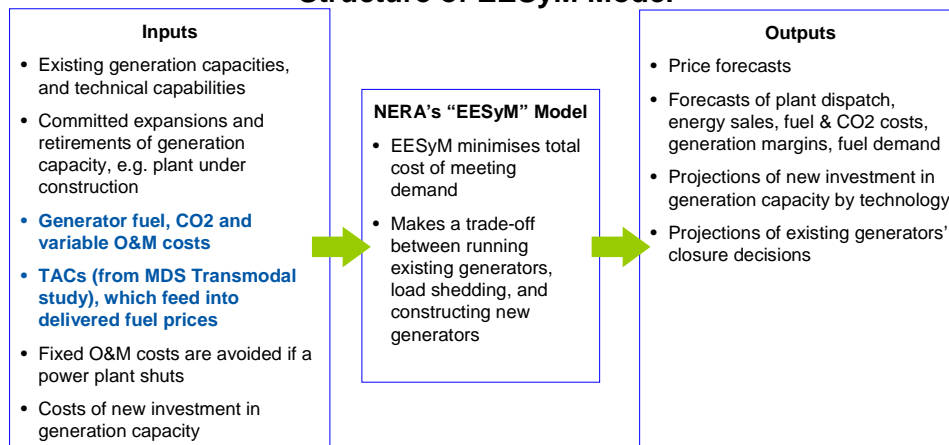 Structure of EESyM Model
Inputs
• Existing generation capacities,
and technical capabilities
• Committed expansions and
retirements of generation
capacity, e.g. plant under
construction
• Generator fuel, CO2 and
variable O&M costs
• TACs (from MDS Transmodal
study), which feed into
delivered fuel prices
• Fixed O&M costs are avoided if a
power plant shuts
• Costs of new investment in
generation capacity
NERA’s “EESyM” Model
• EESyM minimises total
cost of meeting
demand
• Makes a trade-off
between running
existing generators,
load shedding, and
constructing new
generators
Outputs
• Price forecasts
• Forecasts of plant dispatch,
energy sales, fuel & CO2 costs,
generation margins, fuel demand
• Projections of new investment in
generation capacity by technology
• Projections of existing generators’
closure decisions